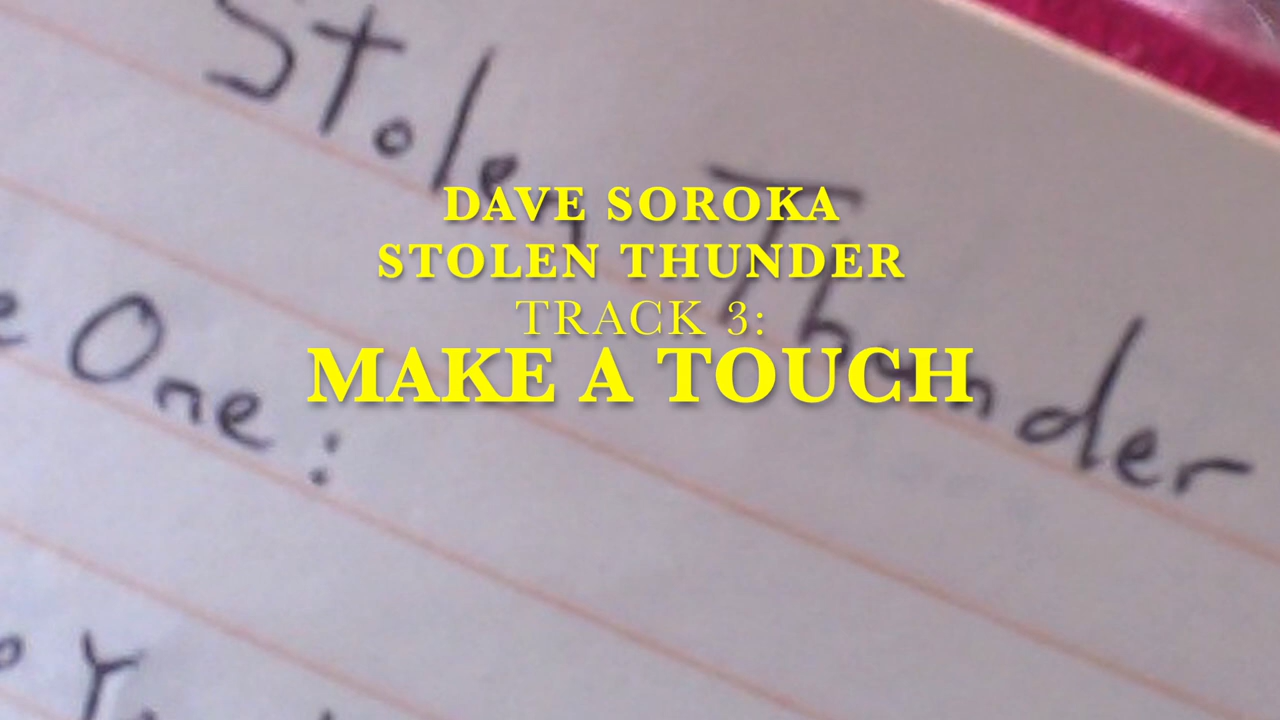 Stolen Thunder
DAVE SOROKA
STOLEN THUNDER
TRACK 3:
MAKE A TOUCH
One: